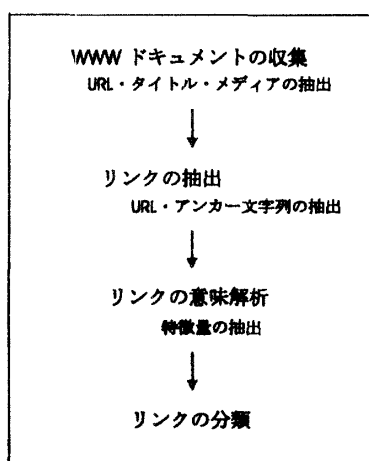 WWW ドキュメントの収集
URL・タイトル・メディアの抽出
リンクの抽出
URL・アンカー文字列の抽出
リンクの意味解析
特徴量の抽出
リンクの分類